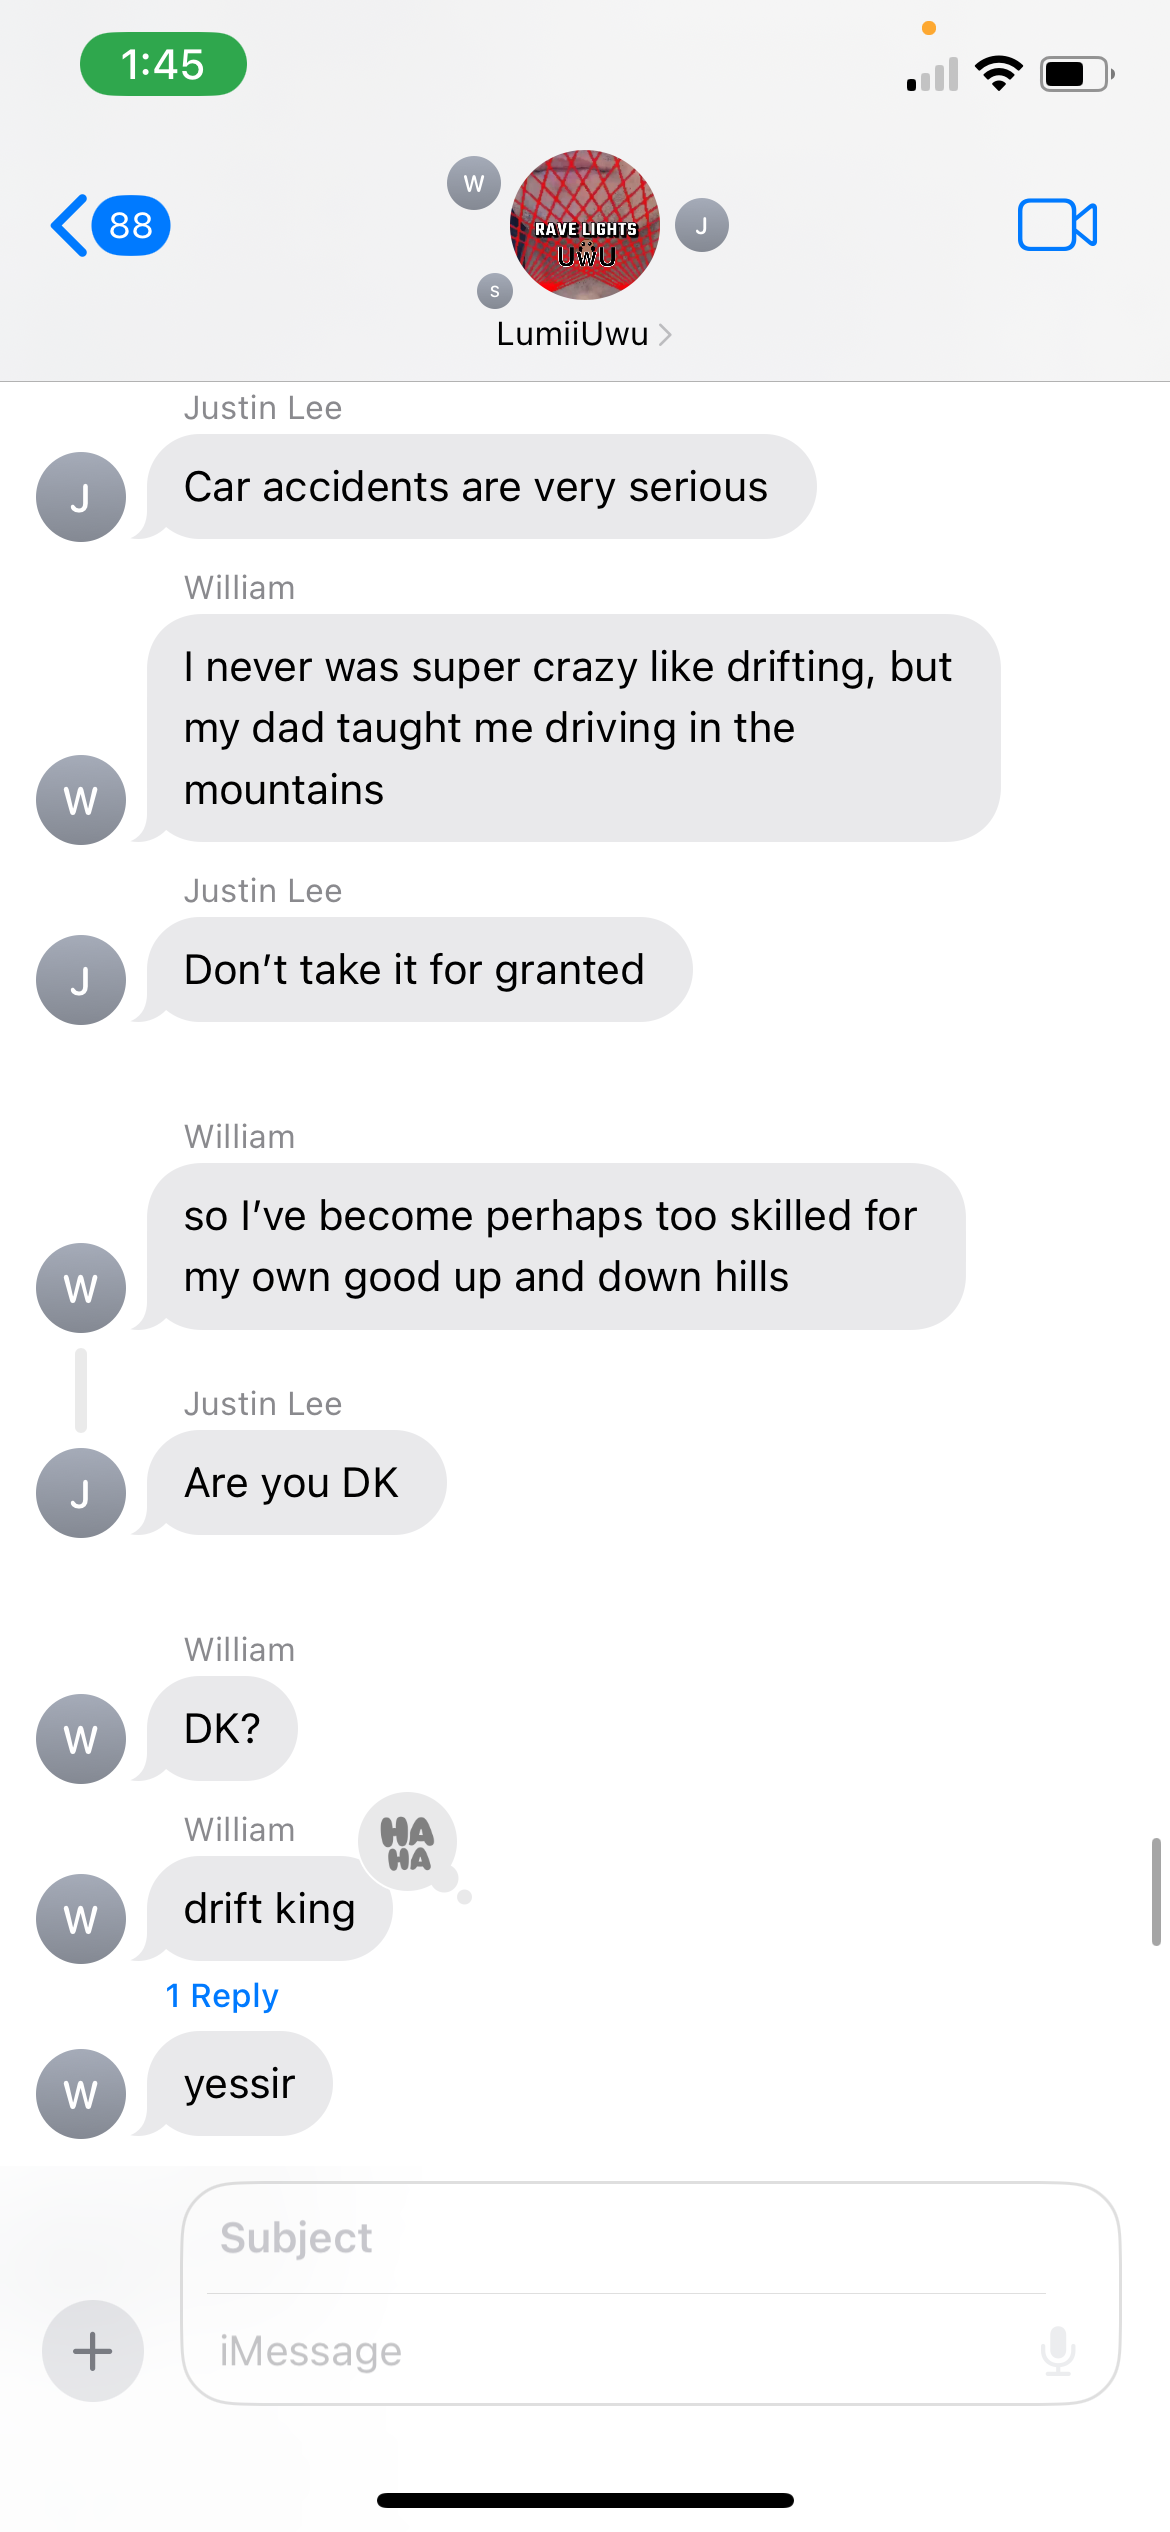 1:45
88
W
RAVE LIGHTS
UWU
J
S
LumiiUwu
Justin Lee
J
Car accidents are very serious
William
I never was super crazy like drifting, but
my dad taught me driving in the
mountains
W
Justin Lee
J
Don’t take it for granted
William
so I’ve become perhaps too skilled for
my own good up and down hills
W
Justin Lee
J
Are you DK
William
W
DK?
William
HA
HA
W
drift king
1 Reply
W
yessir
Subject
iMessage